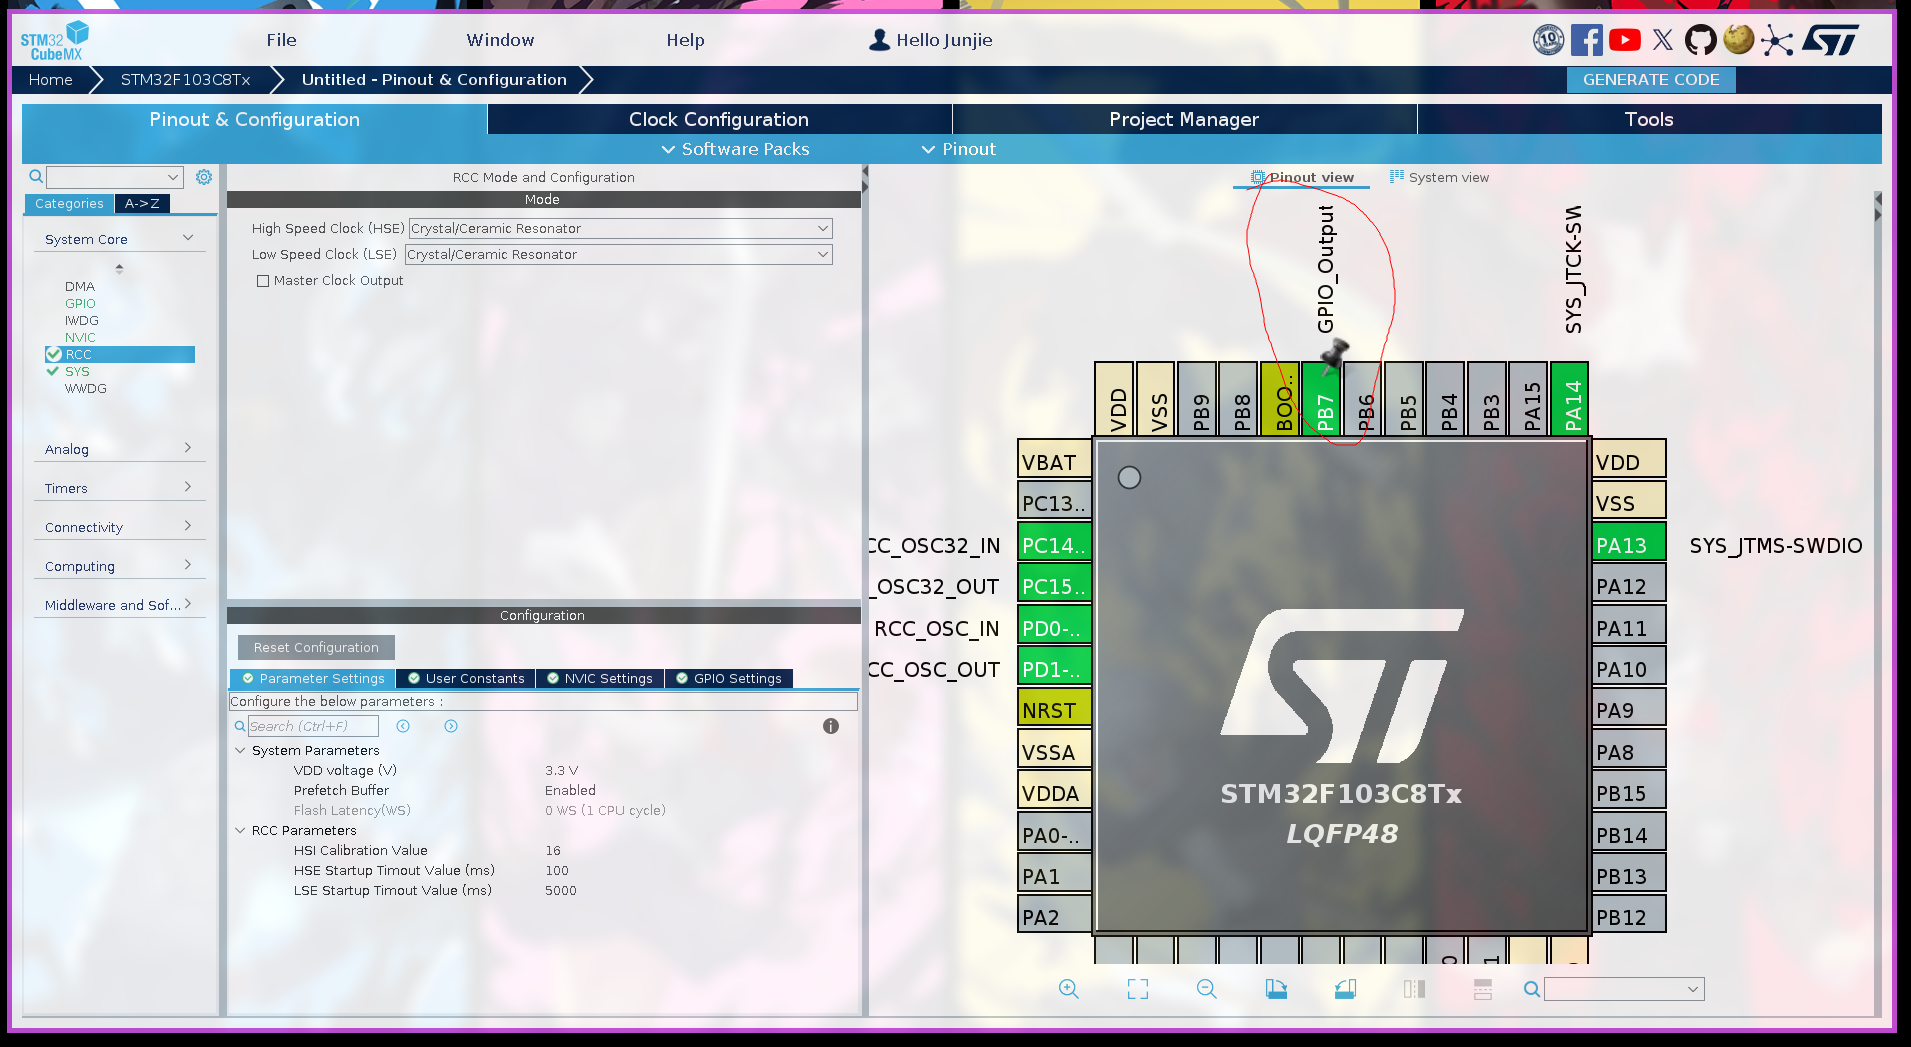 STM32
CubeMX
File
Window
Help
Hello Junjie
10
Home
STM32F103C8Tx
Untitled - Pinout & Configuration
GENERATE CODE
Pinout & Configuration
Clock Configuration
Project Manager
Tools
Software Packs
Pinout
Categories
A->Z
System Core
DMA
GPIO
IWDG
NVIC
RCC
SYS
WWDG
Analog
Timers
Connectivity
Computing
Middleware and Sof...
RCC Mode and Configuration
Mode
High Speed Clock (HSE) Crystal/Ceramic Resonator
Low Speed Clock (LSE) Crystal/Ceramic Resonator
Master Clock Output
Configuration
Reset Configuration
Parameter Settings
User Constants
NVIC Settings
GPIO Settings
Configure the below parameters :
Search (Ctrl+F)
System Parameters
VDD voltage (V) 3.3 V
Prefetch Buffer Enabled
Flash Latency(WS) 0 WS (1 CPU cycle)
RCC Parameters
HSI Calibration Value 16
HSE Startup Timout Value (ms) 100
LSE Startup Timout Value (ms) 5000
Pinout view
System view
GPIO_Output
SYS_JTCK-SW
VDD
VSS
PB9
PB8
BOO..
PB7
PB6
PB5
PB4
PB3
PA15
PA14
VBAT
PC13..
CC_OSC32_IN PC14..
_OSC32_OUT PC15..
RCC_OSC_IN PD0-..
CC_OSC_OUT PD1-..
NRST
VSSA
VDDA
PA0-..
PA1
PA2
VDD
VSS
PA13 SYS_JTMS-SWDIO
PA12
PA11
PA10
PA9
PA8
PB15
PB14
PB13
PB12
ST
STM32F103C8Tx
LQFP48